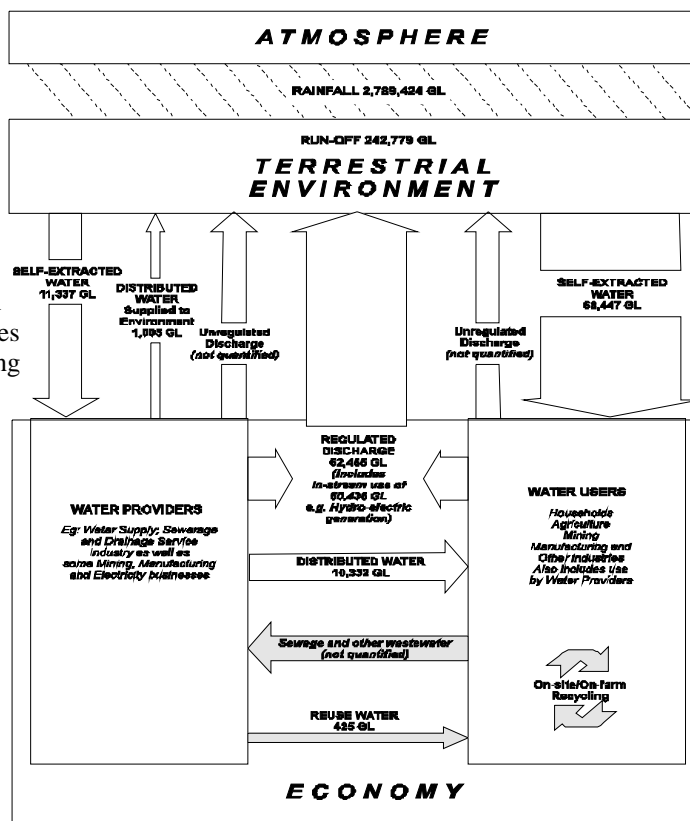 ATMOSPHERE
RAINFALL 2,789,424 GL
RUN-OFF 242,779 GL
TERRESTRIAL
ENVIRONMENT
SELF-EXTRACTED
WATER
11,337 GL
DISTRIBUTED
WATER
Supplied to
Environment
1,005 GL
Unregulated
Discharge
(not quantified)
Unregulated
Discharge
(not quantified)
SELF-EXTRACTED
WATER
68,447 GL
es
ing
REGULATED
DISCHARGE
62,455 GL
(Includes
in-stream use of
60,436 GL
e.g. Hydro-electric
generation)
WATER PROVIDERS
Eg: Water Supply, Sewerage
and Drainage Service
Industry as well as
some Mining, Manufacturing
and Electricity businesses
WATER USERS
Households
Agriculture
Mining
Manufacturing and
Other Industries
Also Includes use
by Water Providers
DISTRIBUTED WATER
10,332 GL
Sewage and other wastewater
(not quantified)
On-site/On-farm
Recycling
REUSE WATER
425 GL
ECONOMY